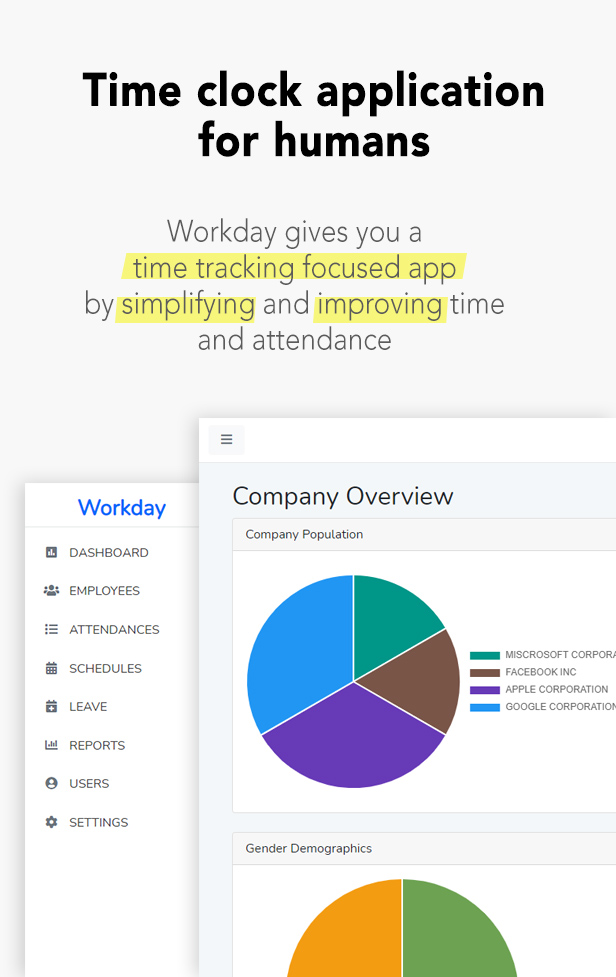 Time clock application
for humans
Workday gives you a
time tracking focused app
by simplifying and improving time
and attendance
Workday
DASHBOARD
EMPLOYEES
ATTENDANCES
SCHEDULES
LEAVE
REPORTS
USERS
SETTINGS
Company Overview
Company Population
MISCROSOFT CORPORA
FACEBOOK INC
APPLE CORPORATION
GOOGLE CORPORATION
Gender Demographics